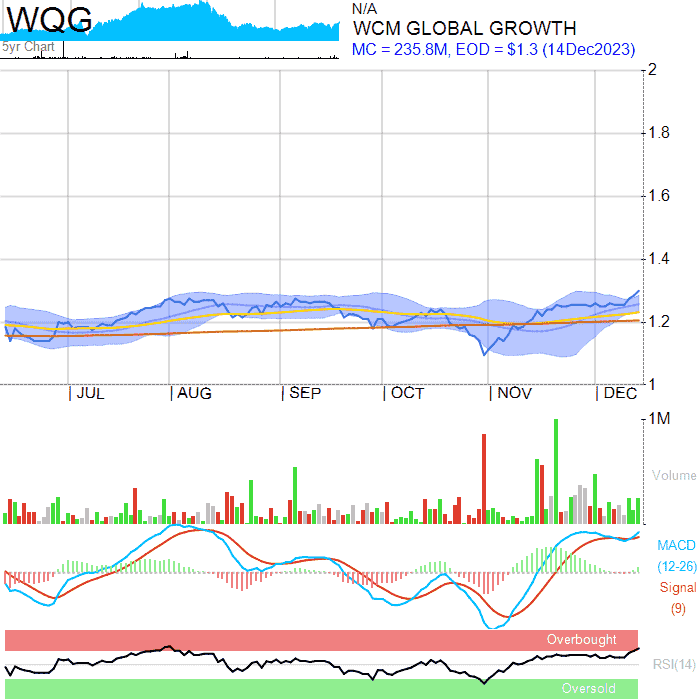 WQG
5yr Chart
N/A
WCM GLOBAL GROWTH
MC = 235.8M, EOD = $1.3 (14Dec2023)
2
1.8
1.6
1.4
1.2
1
| JUL | AUG | SEP | OCT | NOV | DEC
1M
Volume
MACD
(12-26)
Signal
(9)
Overbought
RSI(14)
Oversold